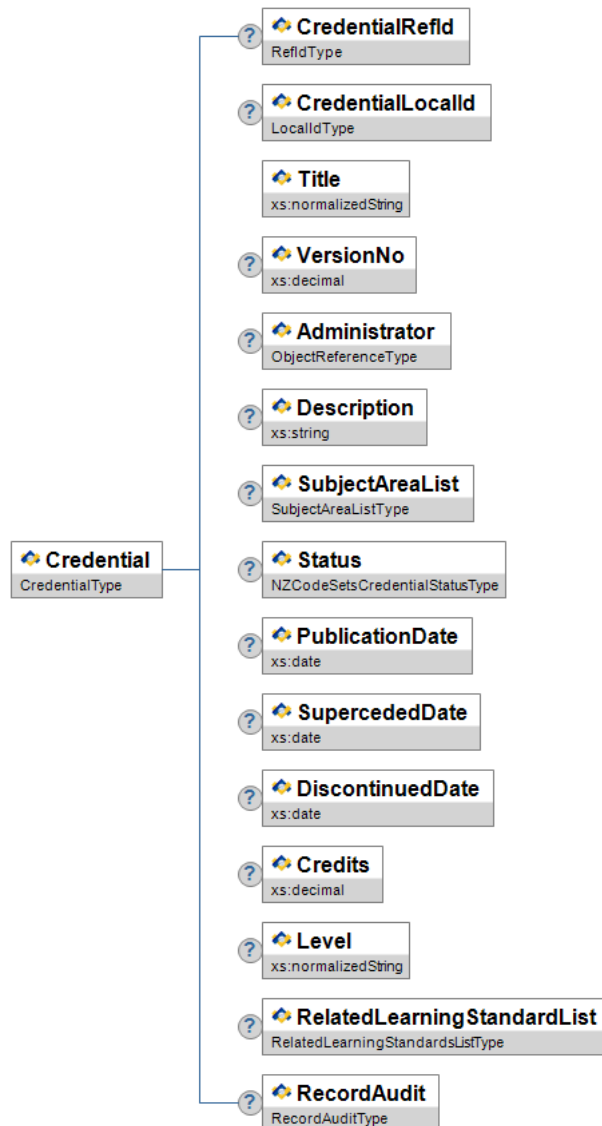 ?
CredentialRefId
RefIdType
?
CredentialLocalId
LocalIdType
Title
xs:normalizedString
?
VersionNo
xs:decimal
?
Administrator
ObjectReferenceType
?
Description
xs:string
?
SubjectAreaList
SubjectAreaListType
Credential
CredentialType
?
Status
NZCodeSetsCredentialStatusType
?
PublicationDate
xs:date
?
SupercededDate
xs:date
?
DiscontinuedDate
xs:date
?
Credits
xs:decimal
?
Level
xs:normalizedString
?
RelatedLearningStandardList
RelatedLearningStandardsListType
?
RecordAudit
RecordAuditType